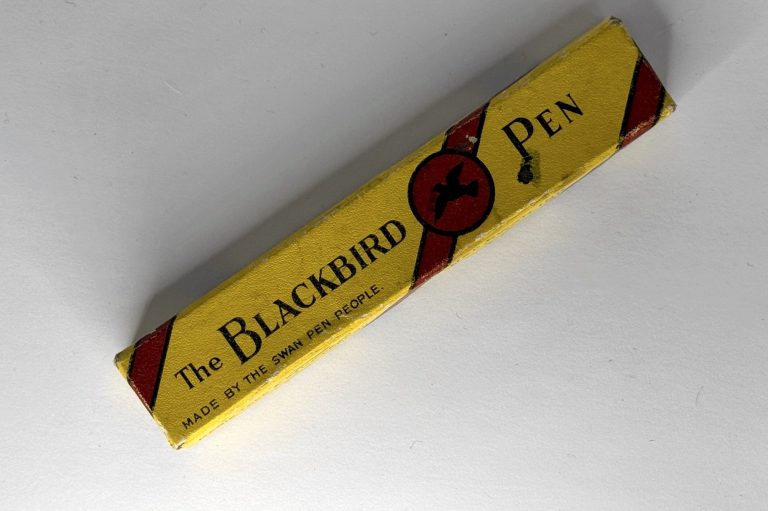 The BLACKBIRD PEN
MADE BY THE SWAN PEN PEOPLE.